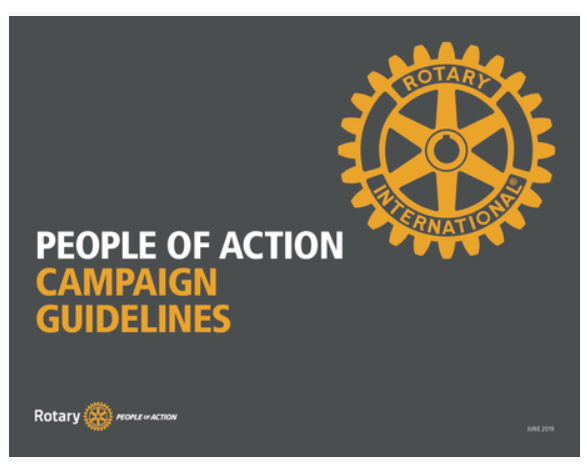 ROTARY
INTERNATIONAL®
PEOPLE OF ACTION
CAMPAIGN
GUIDELINES
Rotary PEOPLE OF ACTION
JUNE 2019